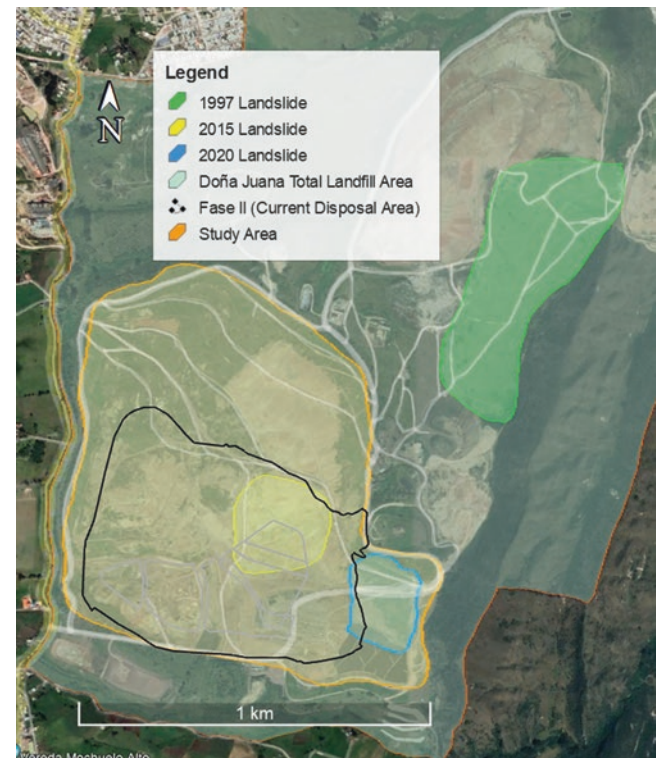 Legend
1997 Landslide
2015 Landslide
2020 Landslide
Doña Juana Total Landfill Area
Fase II (Current Disposal Area)
Study Area
N
1 km
Vereda Mochuelo Alto